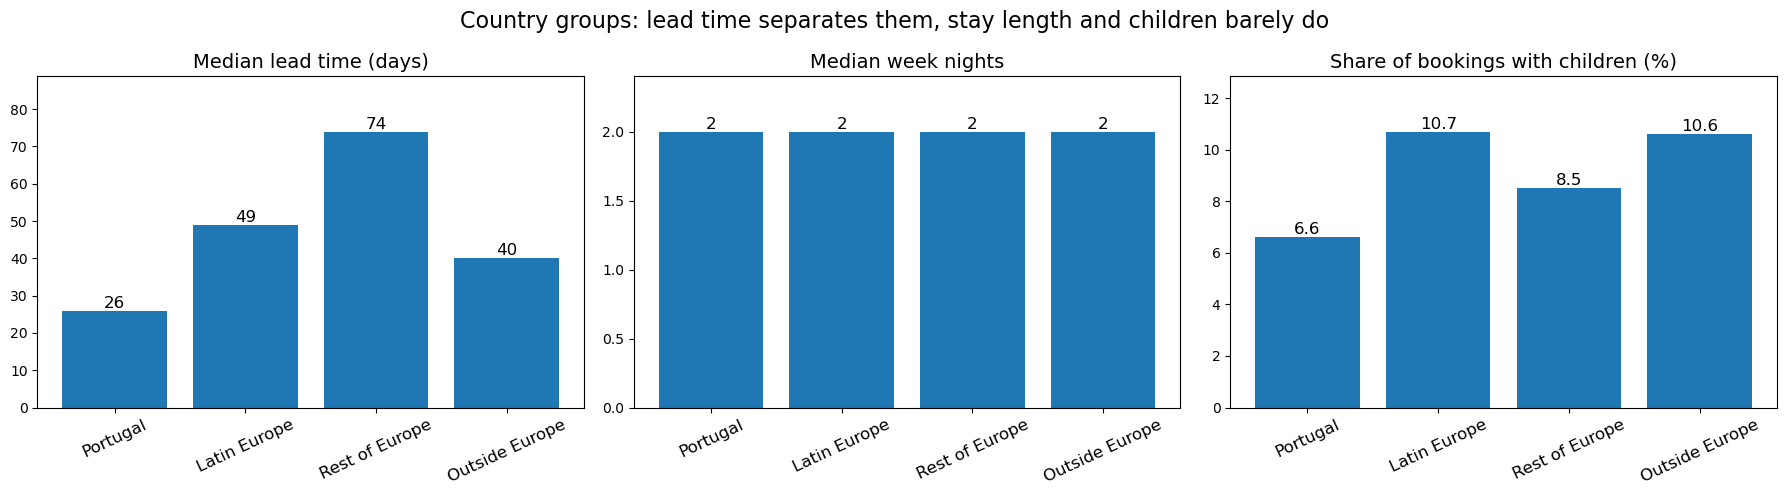 Country groups: lead time separates them, stay length and children barely do
Median lead time (days)
80
70
60
50
40
30
20
10
0
26
49
74
40
Portugal
Latin Europe
Rest of Europe
Outside Europe
Median week nights
2.0
1.5
1.0
0.5
0.0
2
2
2
2
Portugal
Latin Europe
Rest of Europe
Outside Europe
Share of bookings with children (%)
12
10
8
6
4
2
0
6.6
10.7
8.5
10.6
Portugal
Latin Europe
Rest of Europe
Outside Europe